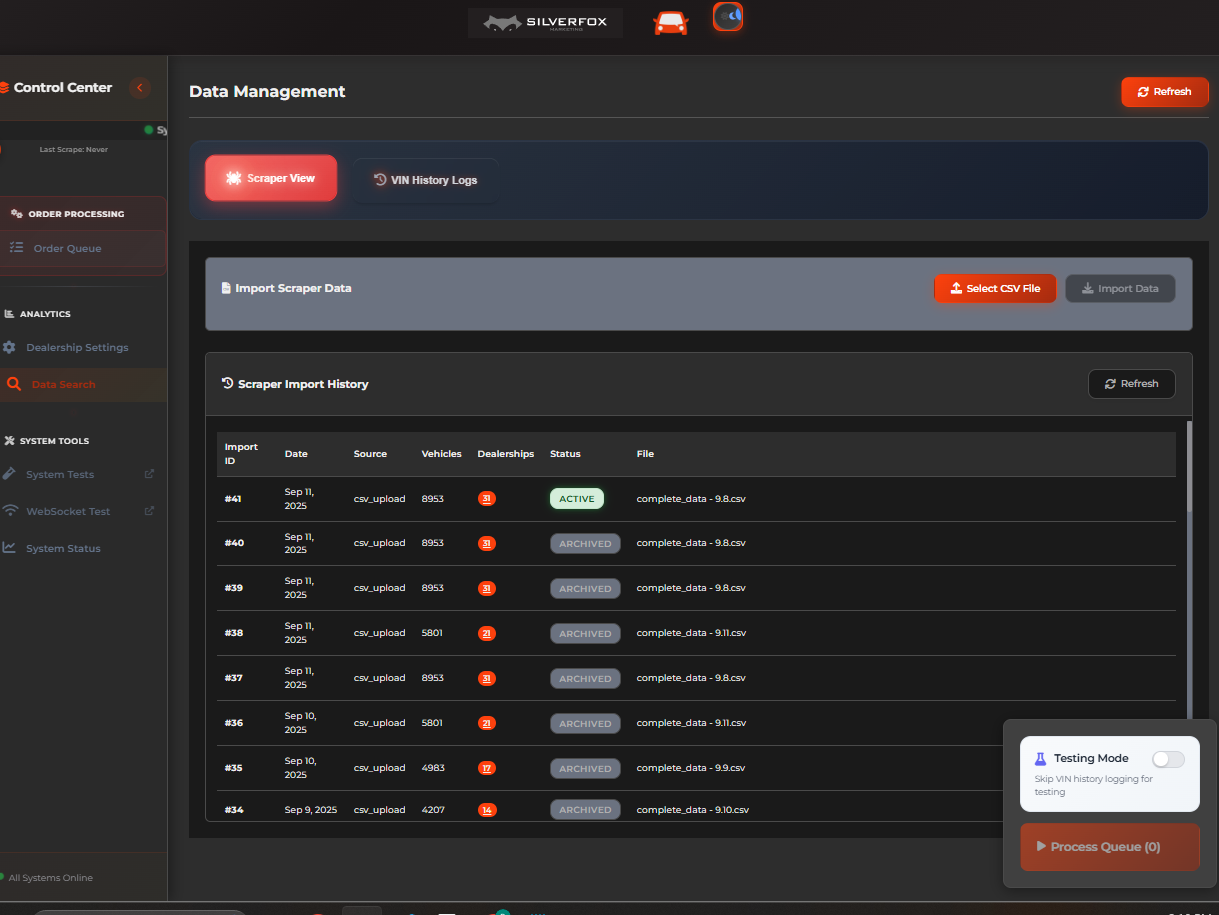 SILVERFOX
MARKETING
Control Center
Sy
Last Scrape: Never
ORDER PROCESSING
Order Queue
ANALYTICS
Dealership Settings
Data Search
SYSTEM TOOLS
System Tests
WebSocket Test
System Status
All Systems Online
Data Management
Refresh
Scraper View
VIN History Logs
Import Scraper Data
Select CSV File
Import Data
Scraper Import History
Refresh
Import ID Date Source Vehicles Dealerships Status File
#41 Sep 11, 2025 csv_upload 8953 31 ACTIVE complete_data - 9.8.csv
#40 Sep 11, 2025 csv_upload 8953 31 ARCHIVED complete_data - 9.8.csv
#39 Sep 11, 2025 csv_upload 8953 31 ARCHIVED complete_data - 9.8.csv
#38 Sep 11, 2025 csv_upload 5801 21 ARCHIVED complete_data - 9.11.csv
#37 Sep 11, 2025 csv_upload 8953 31 ARCHIVED complete_data - 9.8.csv
#36 Sep 10, 2025 csv_upload 5801 21 ARCHIVED complete_data - 9.11.csv
#35 Sep 10, 2025 csv_upload 4983 17 ARCHIVED complete_data - 9.9.csv
#34 Sep 9, 2025 csv_upload 4207 14 ARCHIVED complete_data - 9.10.csv
Testing Mode
Skip VIN history logging for
testing
Process Queue (0)